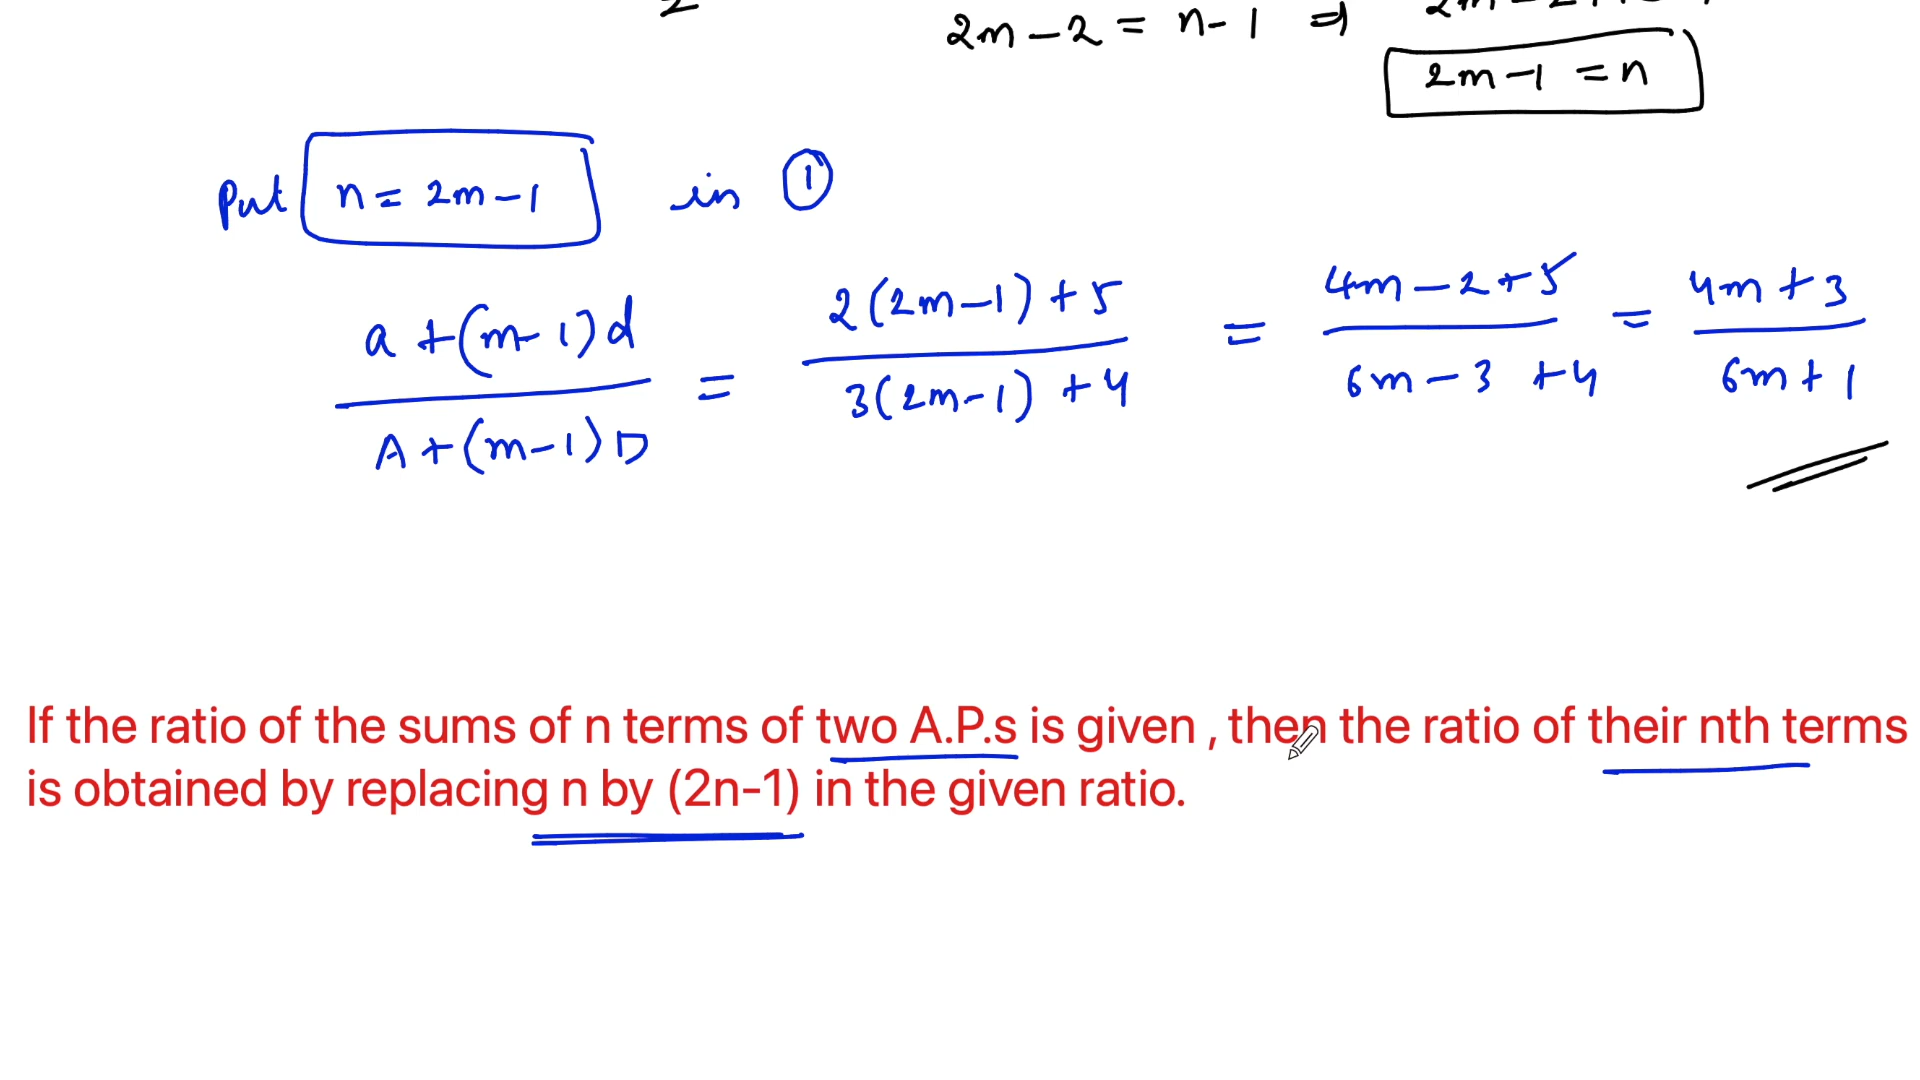 2m - 2 = n - 1 ⇒
2m - 1 = n
Put n = 2m - 1 in ①
a + (m - 1)d / A + (m - 1)D = 2(2m - 1) + 5 / 3(2m - 1) + 4 = 4m - 2 + 5 / 6m - 3 + 4 = 4m + 3 / 6m + 1
If the ratio of the sums of n terms of two A.P.s is given , then the ratio of their nth terms
is obtained by replacing n by (2n-1) in the given ratio.